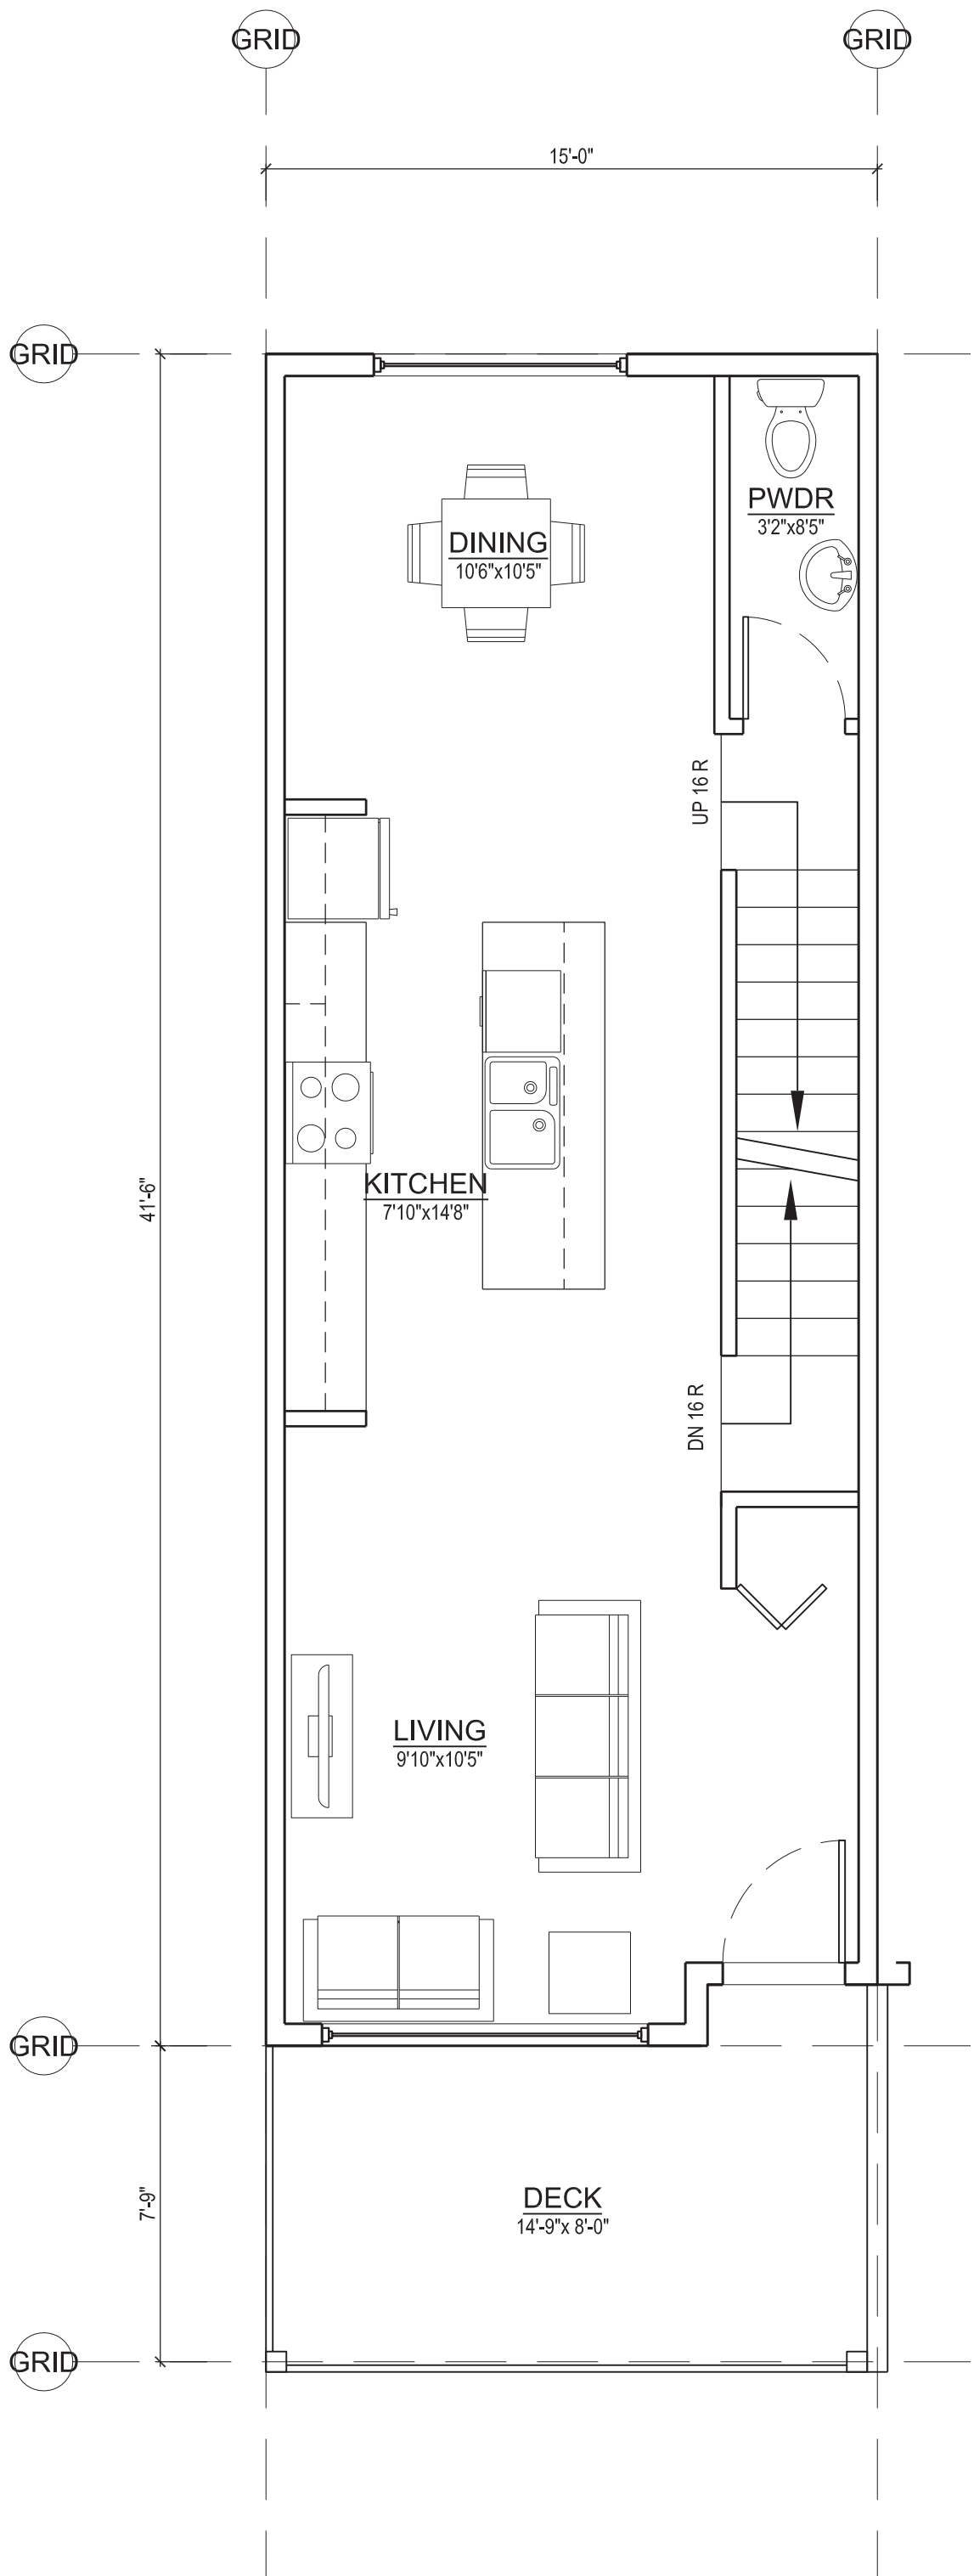 GRID
GRID
15'-0"
GRID
PWDR
3'2"x8'5"
DINING
10'6"x10'5"
UP 16 R
KITCHEN
7'10"x14'8"
41'-6"
DN 16 R
LIVING
9'10"x10'5"
GRID
DECK
14'-9"x 8'-0"
7'-9"
GRID